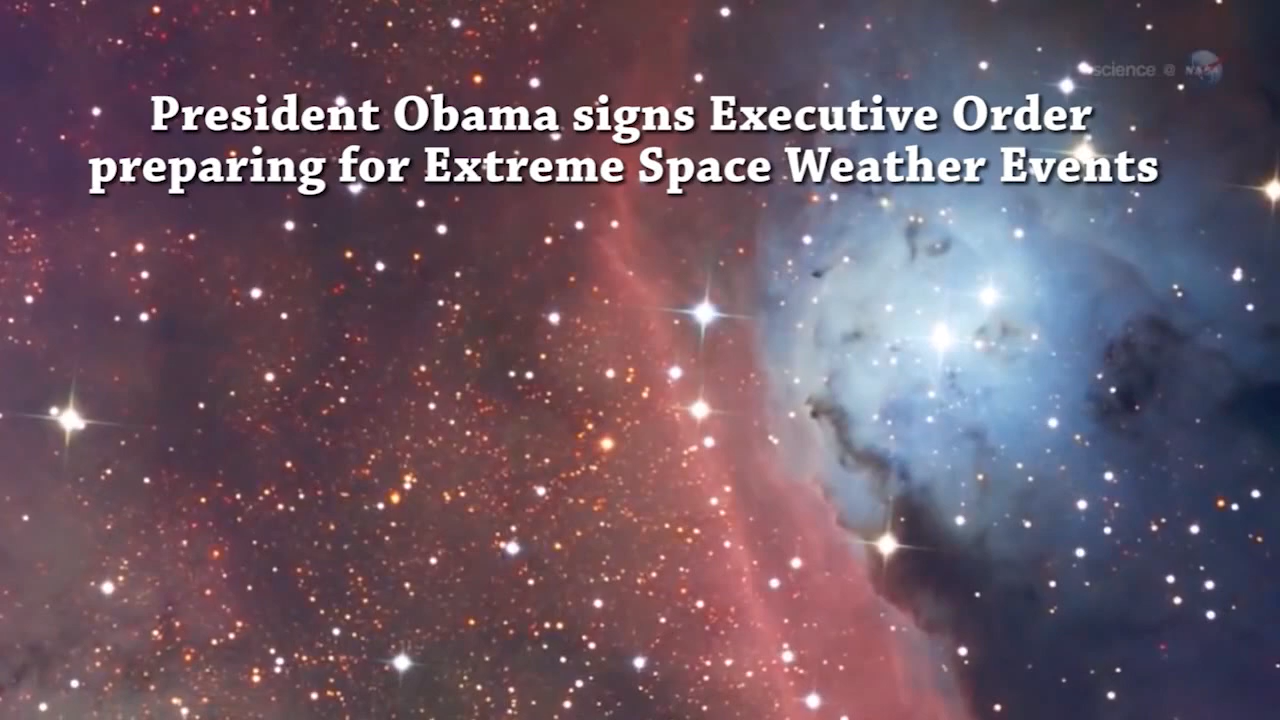 science @ NASA
President Obama signs Executive Order
preparing for Extreme Space Weather Events